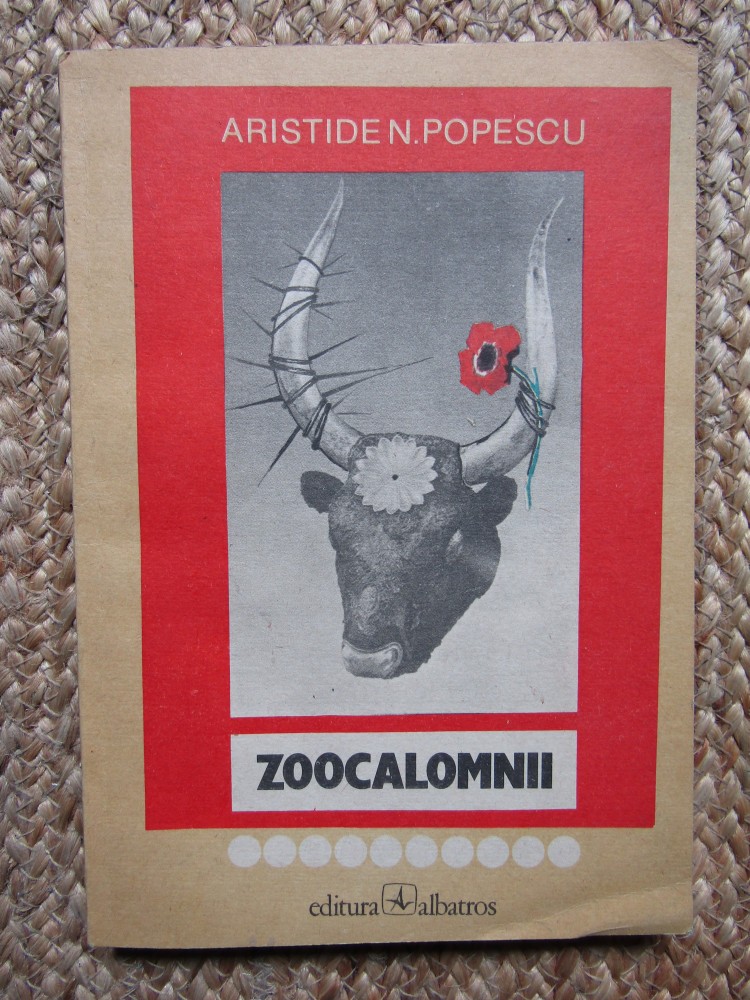 ARISTIDE N. POPESCU
ZOOCALOMNII
editura albatros